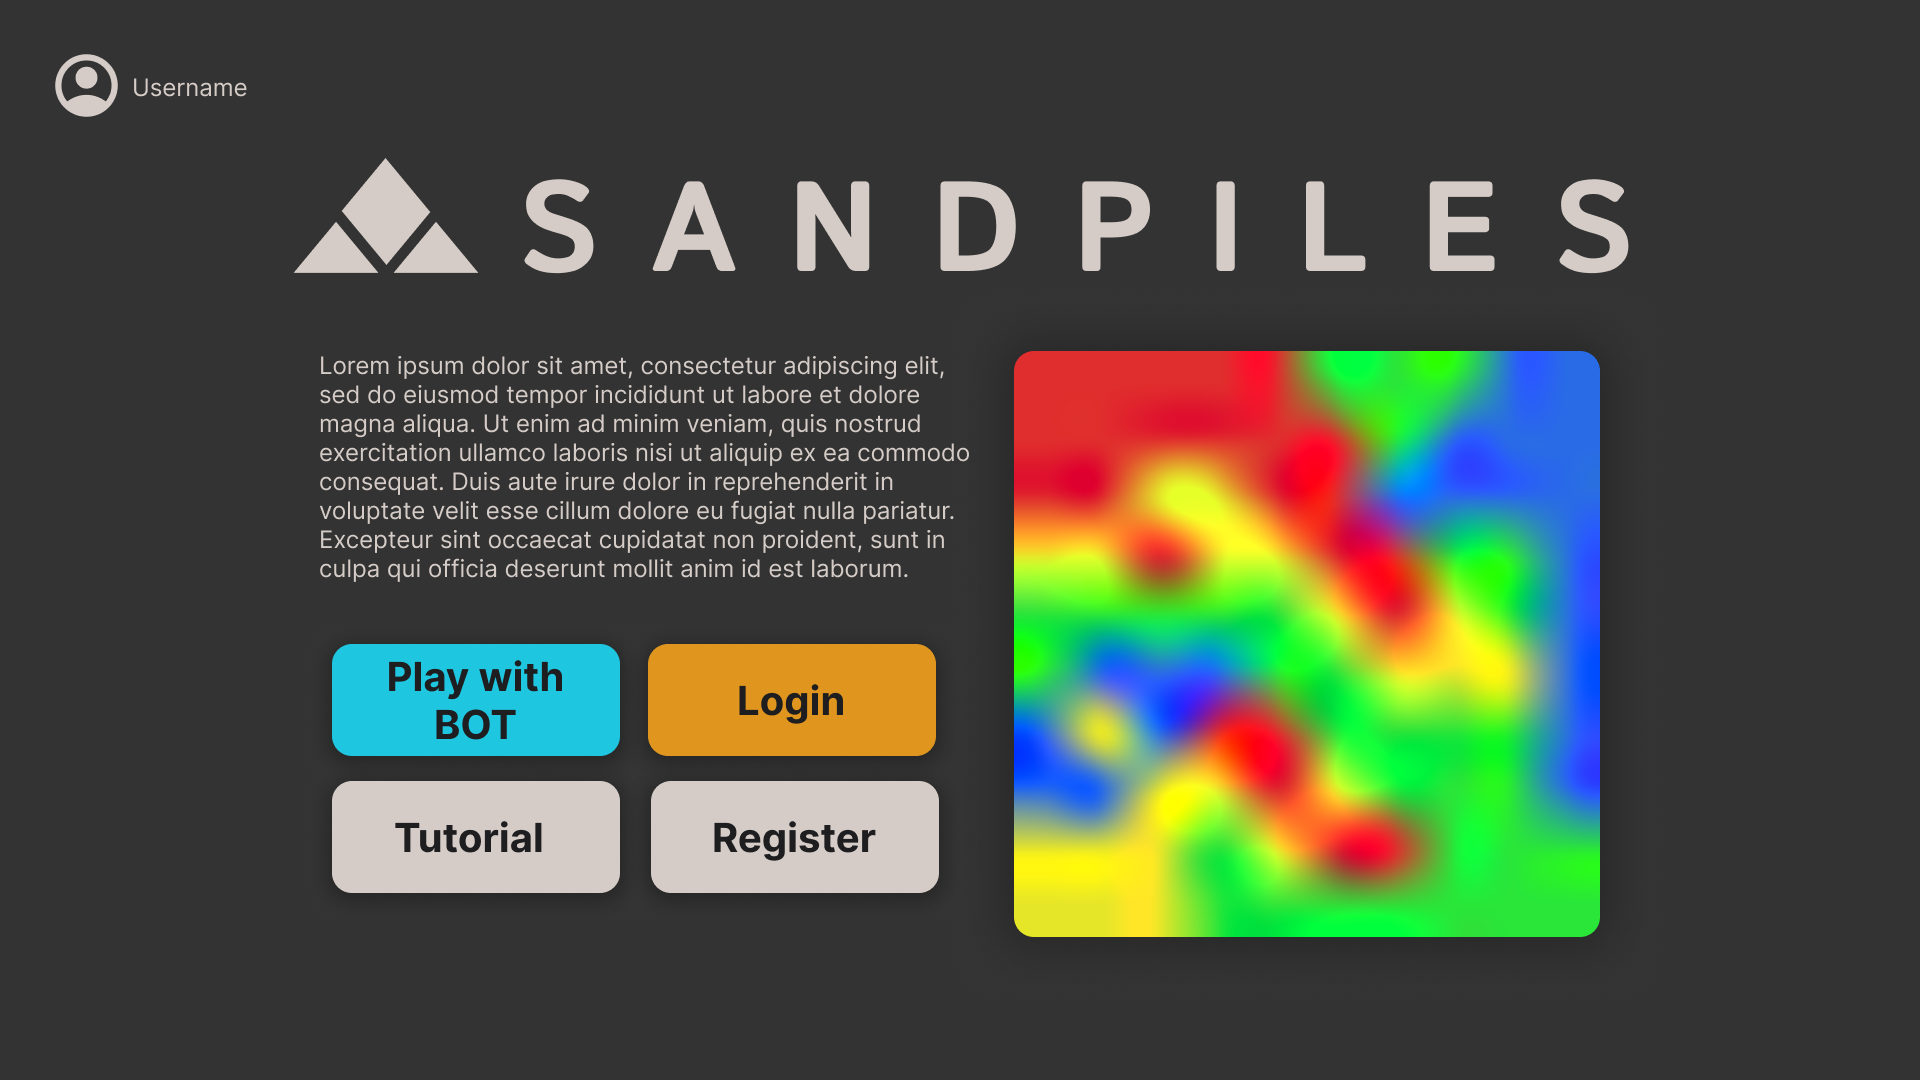 Username
SANDPILES
Lorem ipsum dolor sit amet, consectetur adipiscing elit,
sed do eiusmod tempor incididunt ut labore et dolore
magna aliqua. Ut enim ad minim veniam, quis nostrud
exercitation ullamco laboris nisi ut aliquip ex ea commodo
consequat. Duis aute irure dolor in reprehenderit in
voluptate velit esse cillum dolore eu fugiat nulla pariatur.
Excepteur sint occaecat cupidatat non proident, sunt in
culpa qui officia deserunt mollit anim id est laborum.
Play with
BOT
Login
Tutorial
Register